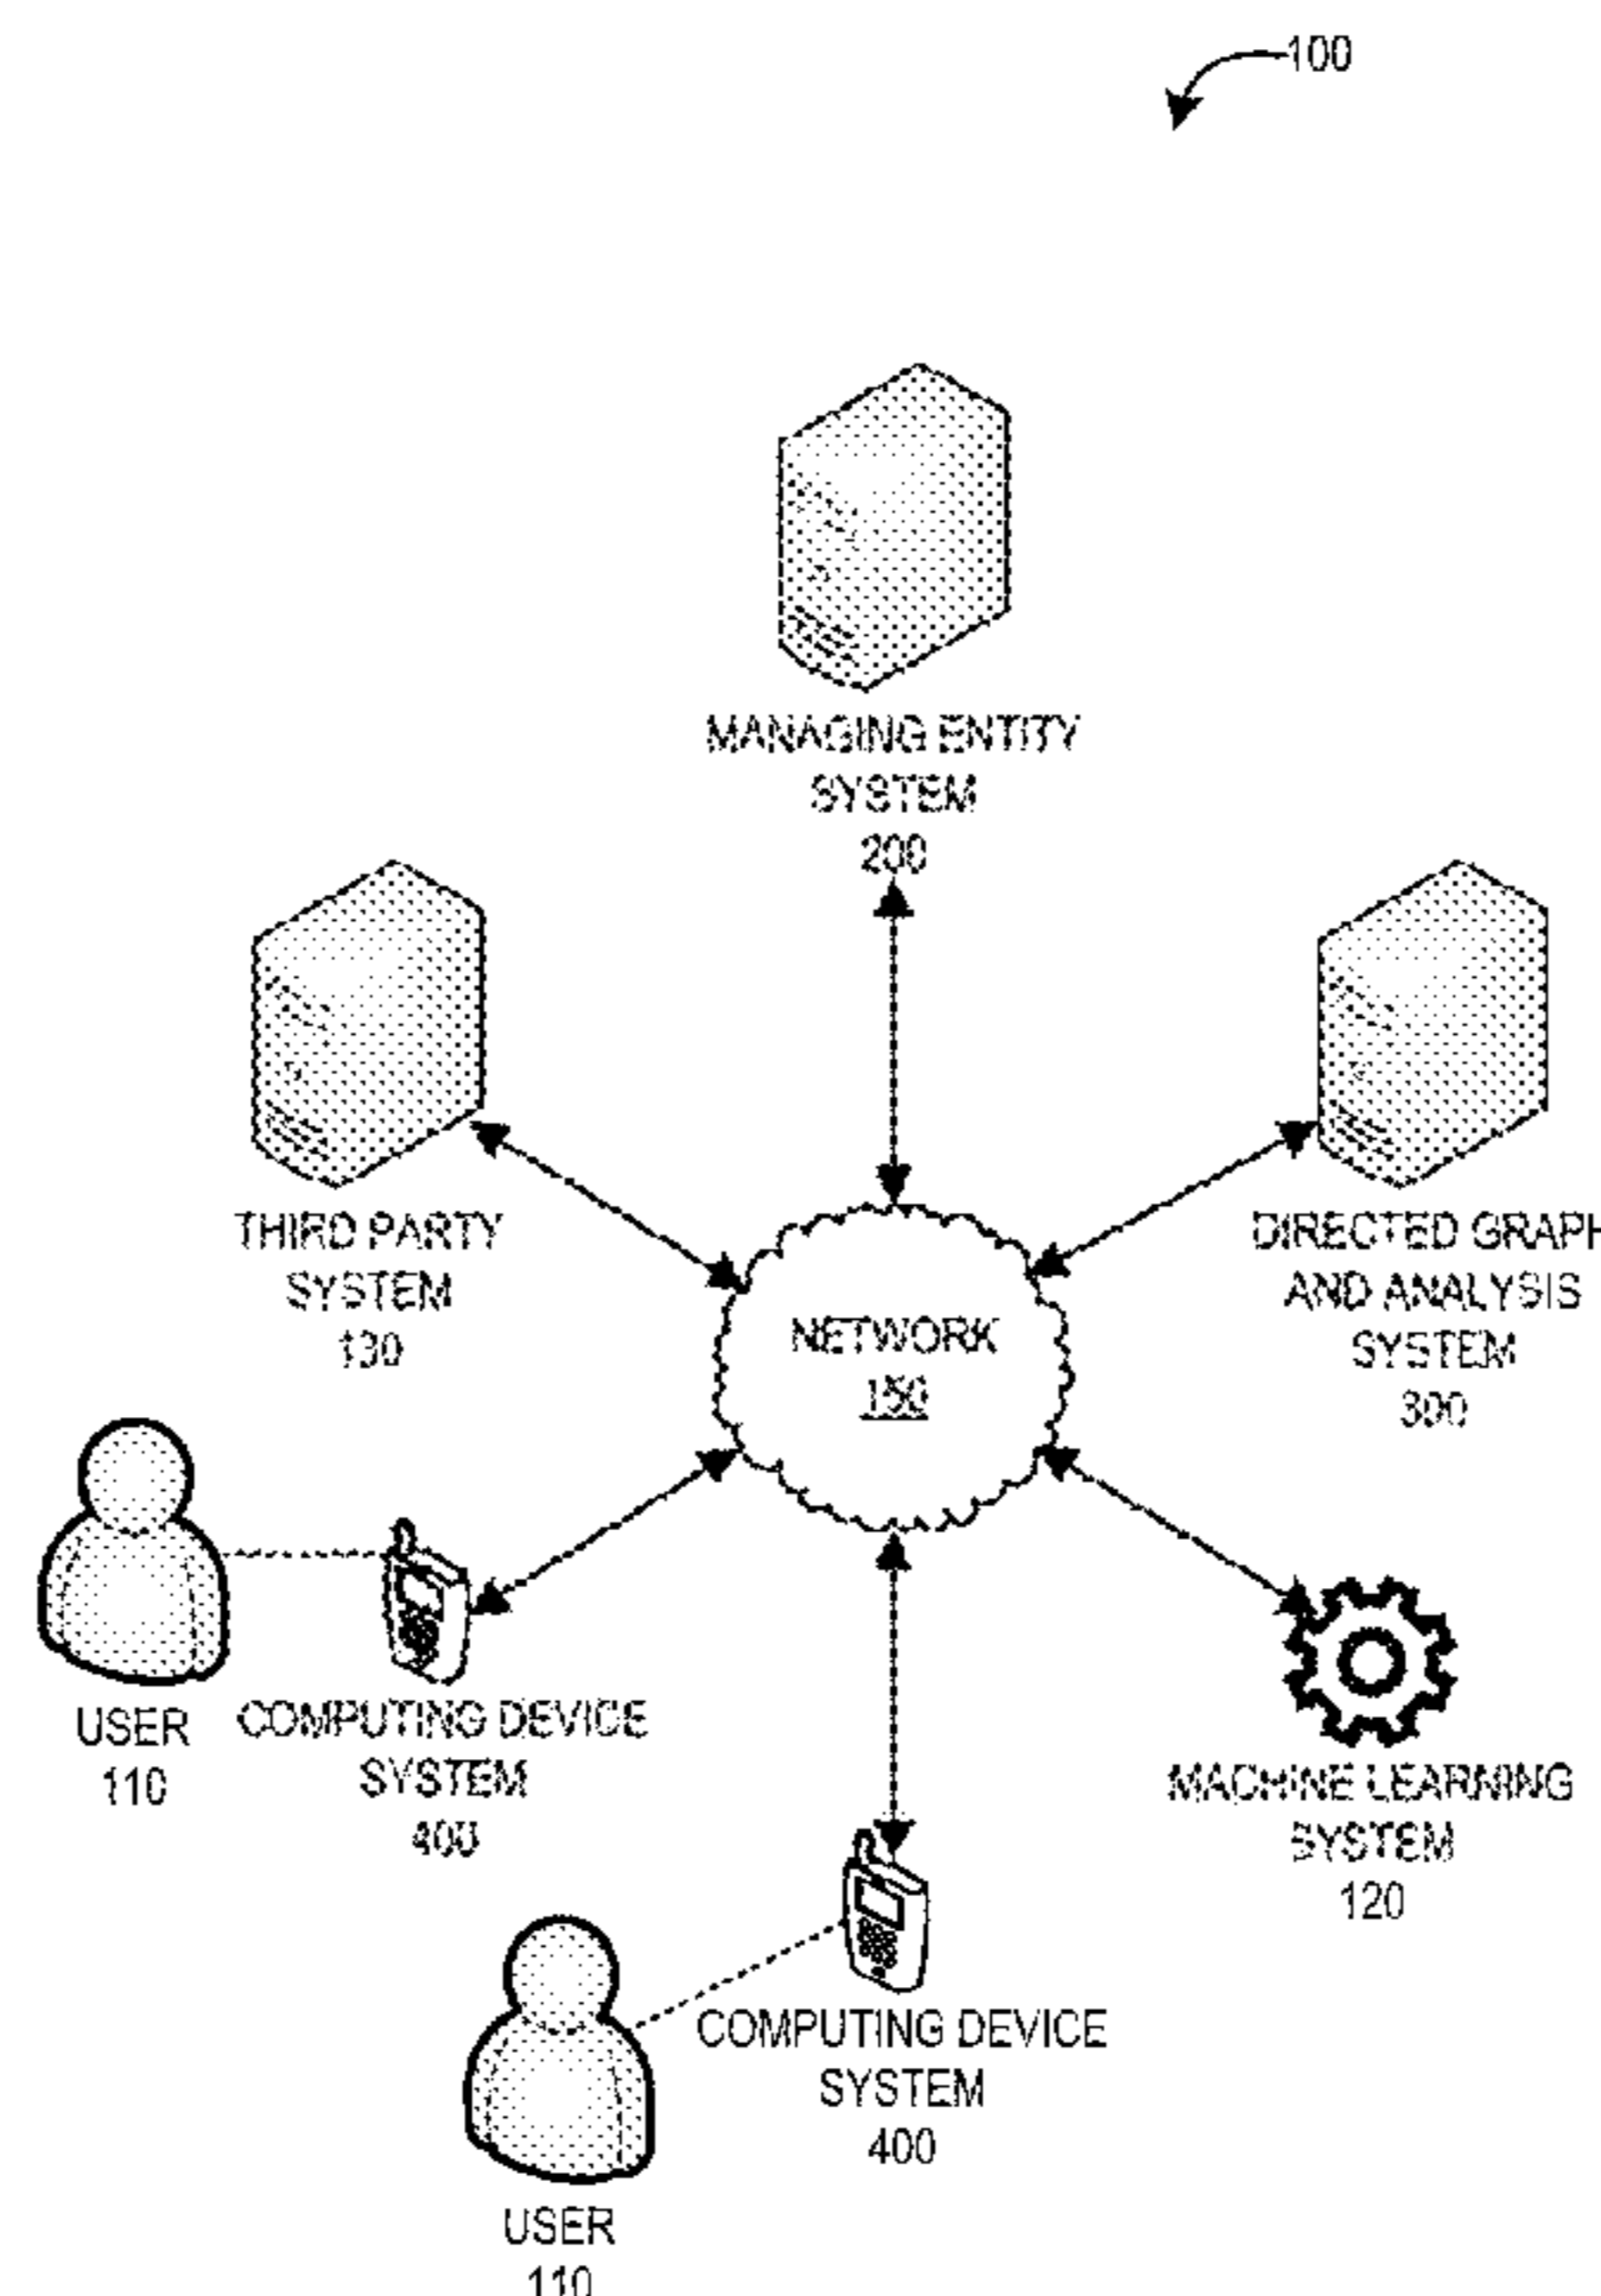 100
MANAGING ENTITY
SYSTEM
200
THIRD PARTY
SYSTEM
130
DIRECTED GRAPH
AND ANALYSIS
SYSTEM
300
NETWORK
150
USER
110
COMPUTING DEVICE
SYSTEM
400
MACHINE LEARNING
SYSTEM
120
COMPUTING DEVICE
SYSTEM
400
USER
110